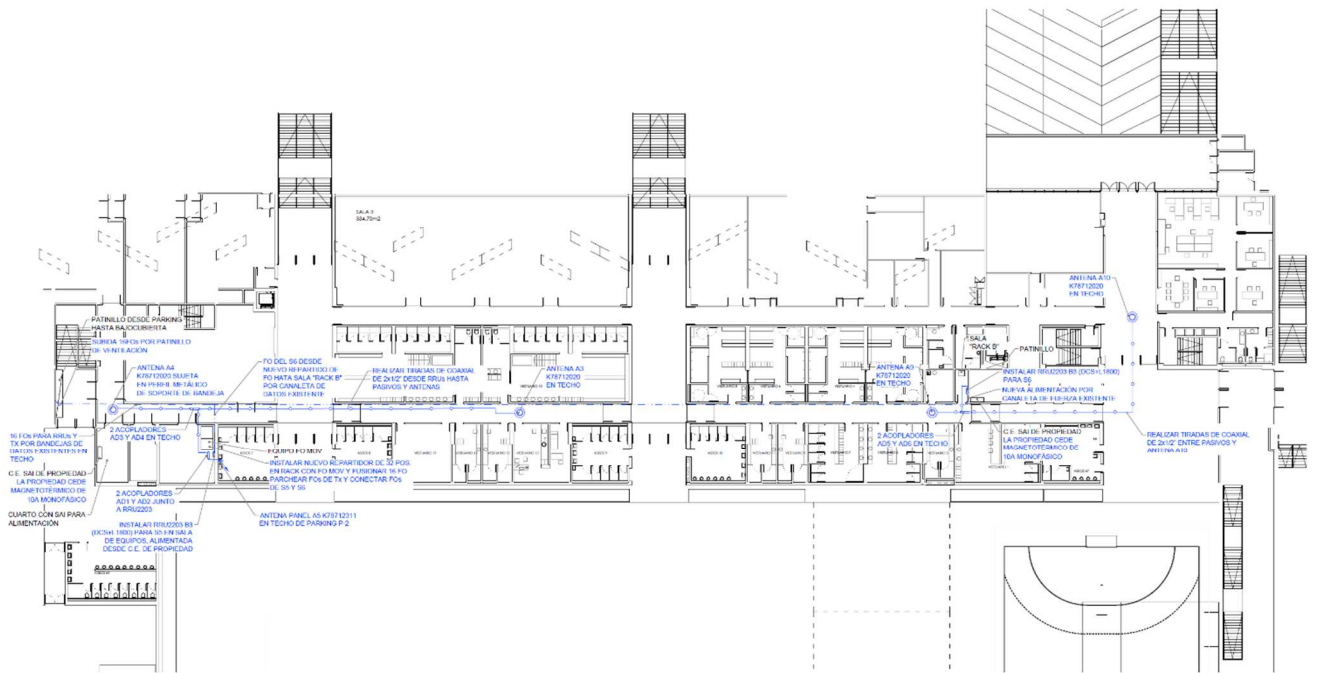 SALA 3
334.70m2
ANTENA A10
K78712020
EN TECHO
PATINILLO DESDE PARKING
HASTA BAJOCUBIERTA
SUBIDA 16FOs POR PATINILLO
DE VENTILACIÓN
ANTENA A4
K78712020 SUJETA
EN PERFIL METÁLICO
DE SOPORTE DE BANDEJA
FO DEL S6 DESDE
NUEVO REPARTIDO DE
FO HATA SALA "RACK B"
POR CANALETA DE
DATOS EXISTENTE
REALIZAR TIRADAS DE COAXIAL
DE 2x1/2" DESDE RRUs HASTA
PASIVOS Y ANTENAS
ANTENA A3
K78712020
EN TECHO
ANTENA A9
K78712020
EN TECHO
SALA
"RACK B"
PATINILLO
INSTALAR RRU2203 B3 (DCS+L1800)
PARA S6
NUEVA ALIMENTACIÓN POR
CANALETA DE FUERZA EXISTENTE
16 FOs PARA RRUs Y
TX POR BANDEJAS DE
DATOS EXISTENTES EN
TECHO
2 ACOPLADORES
AD3 Y AD4 EN TECHO
EQUIPO FO MOV
INSTALAR NUEVO REPARTIDOR DE 32 POS.
EN RACK CON FO MOV Y FUSIONAR 16 FO
PARCHEAR FOs DE Tx Y CONECTAR FOs
DE S5 Y S6
2 ACOPLADORES
AD5 Y AD6 EN TECHO
C.E. SAI DE PROPIEDAD
LA PROPIEDAD CEDE
MAGNETOTÉRMICO DE
10A MONOFÁSICO
REALIZAR TIRADAS DE COAXIAL
DE 2x1/2" ENTRE PASIVOS Y
ANTENA A10
C.E. SAI DE PROPIEDAD
LA PROPIEDAD CEDE
MAGNETOTÉRMICO DE
10A MONOFÁSICO
2 ACOPLADORES
AD1 Y AD2 JUNTO
A RRU2203
CUARTO CON SAI PARA
ALIMENTACIÓN
ANTENA PANEL A5 K78712311
EN TECHO DE PARKING P-2
INSTALAR RRU2203 B3
(DCS+L1800) PARA S5 EN SALA
DE EQUIPOS, ALIMENTADA
DESDE C.E. DE PROPIEDAD